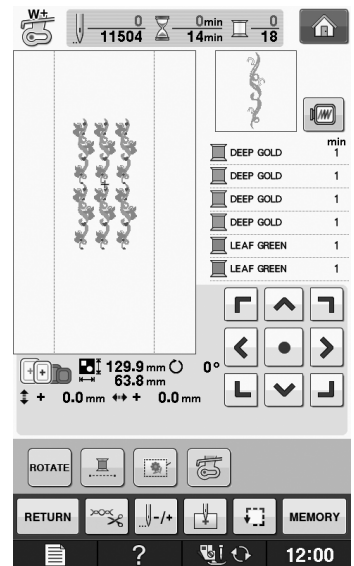 W+
0 0min 0
11504 14min 18
min
DEEP GOLD 1
DEEP GOLD 1
DEEP GOLD 1
DEEP GOLD 1
LEAF GREEN 1
LEAF GREEN 1
129.9 mm 0°
63.8 mm
+ 0.0 mm + 0.0 mm
ROTATE
RETURN -/+ MEMORY
? 12:00